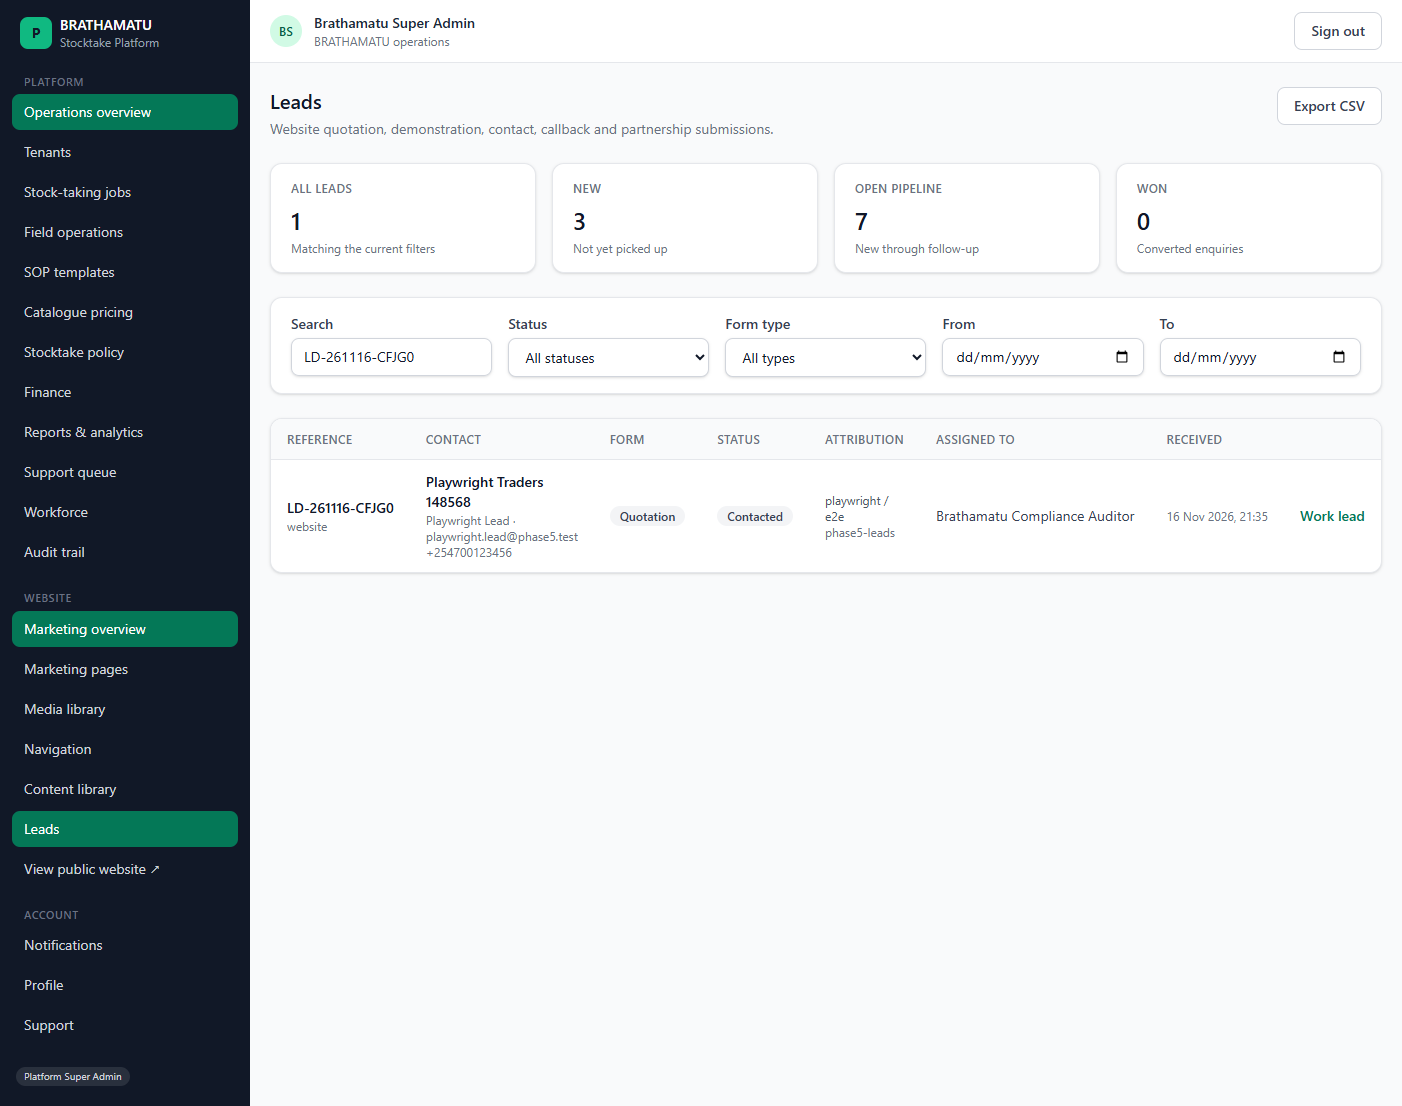 P
BRATHAMATU
Stocktake Platform
PLATFORM
Operations overview
Tenants
Stock-taking jobs
Field operations
SOP templates
Catalogue pricing
Stocktake policy
Finance
Reports & analytics
Support queue
Workforce
Audit trail
WEBSITE
Marketing overview
Marketing pages
Media library
Navigation
Content library
Leads
View public website ↗
ACCOUNT
Notifications
Profile
Support
Platform Super Admin
BS
Brathamatu Super Admin
BRATHAMATU operations
Sign out
Leads
Website quotation, demonstration, contact, callback and partnership submissions.
Export CSV
ALL LEADS
1
Matching the current filters
NEW
3
Not yet picked up
OPEN PIPELINE
7
New through follow-up
WON
0
Converted enquiries
Search
LD-261116-CFJG0
Status
All statuses
Form type
All types
From
dd/mm/yyyy
To
dd/mm/yyyy
REFERENCE CONTACT FORM STATUS ATTRIBUTION ASSIGNED TO RECEIVED
LD-261116-CFJG0
website
Playwright Traders
148568
Playwright Lead ·
playwright.lead@phase5.test
+254700123456
Quotation
Contacted
playwright /
e2e
phase5-leads
Brathamatu Compliance Auditor
16 Nov 2026, 21:35
Work lead